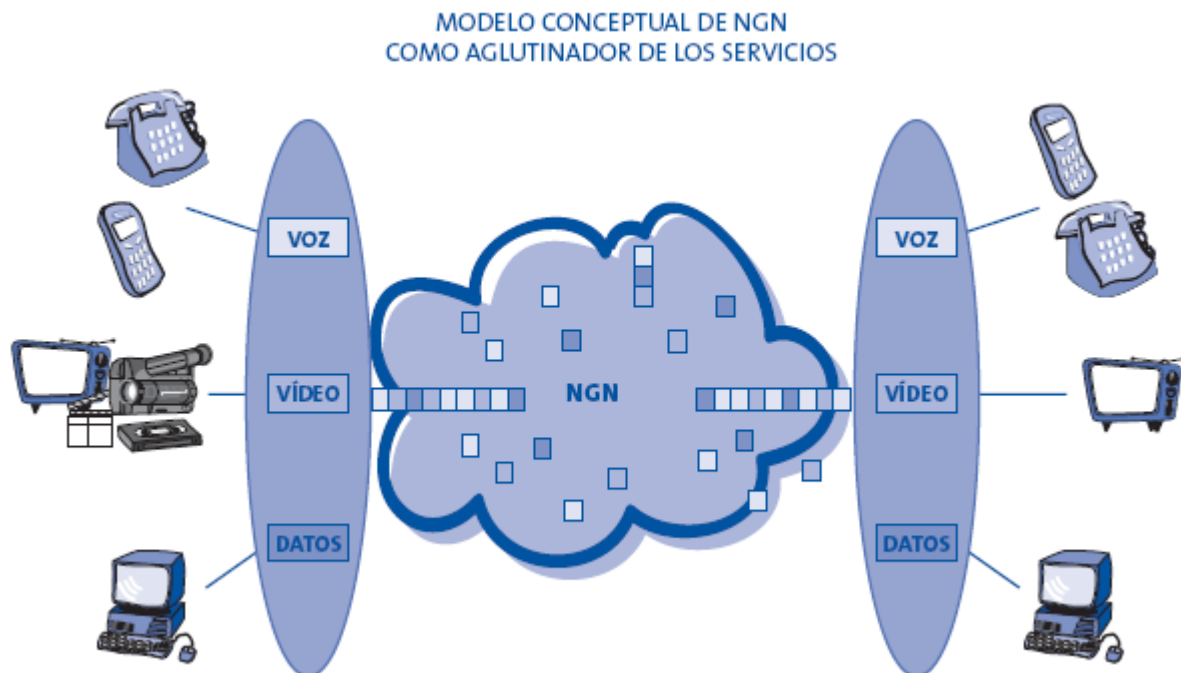 MODELO CONCEPTUAL DE NGN
COMO AGLUTINADOR DE LOS SERVICIOS
VOZ
VOZ
VÍDEO
NGN
VÍDEO
DATOS
DATOS